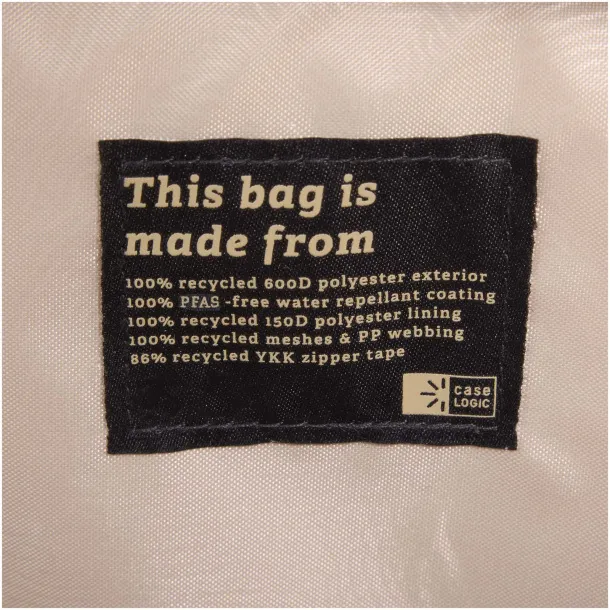 This bag is
made from
100% recycled 600D polyester exterior
100% PFAS -free water repellant coating
100% recycled 150D polyester lining
100% recycled meshes & PP webbing
86% recycled YKK zipper tape
case
LOGIC